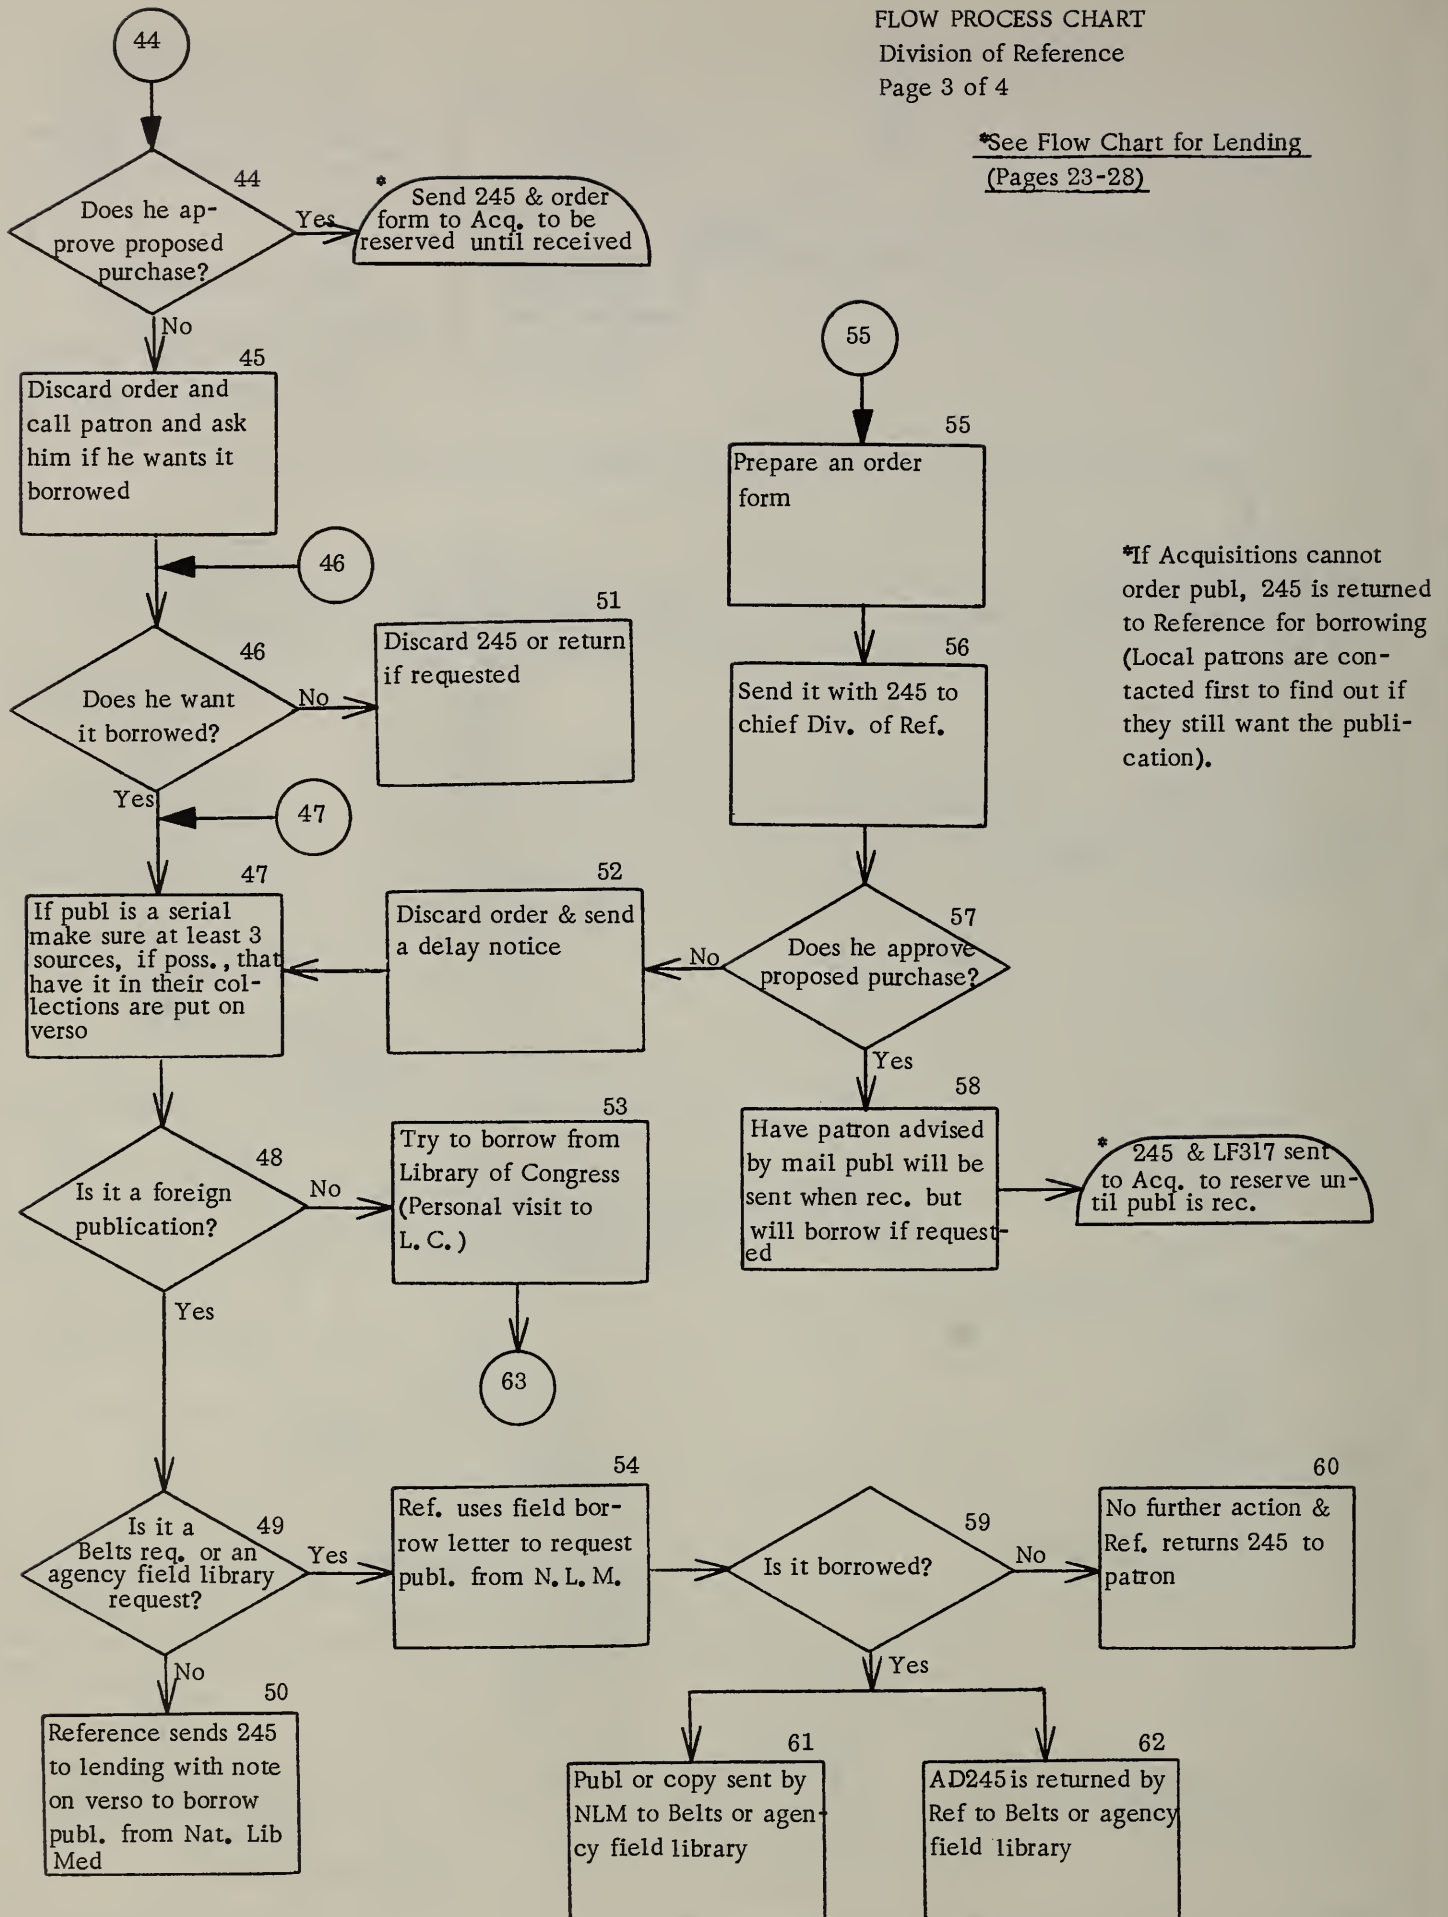 FLOW PROCESS CHART
Division of Reference
Page 3 of 4
*See Flow Chart for Lending
(Pages 23-28)
44
44
Does he ap-
prove proposed
purchase?
Yes
*
Send 245 & order
form to Acq. to be
reserved until received
No
45
Discard order and
call patron and ask
him if he wants it
borrowed
46
46
Does he want
it borrowed?
No
51
Discard 245 or return
if requested
Yes
47
47
If publ is a serial
make sure at least 3
sources, if poss., that
have it in their col-
lections are put on
verso
52
Discard order & send
a delay notice
48
Is it a foreign
publication?
No
53
Try to borrow from
Library of Congress
(Personal visit to
L. C.)
63
Yes
49
Is it a
Belts req. or an
agency field library
request?
Yes
54
Ref. uses field bor-
row letter to request
publ. from N. L. M.
No
50
Reference sends 245
to lending with note
on verso to borrow
publ. from Nat. Lib
Med
55
55
Prepare an order
form
56
Send it with 245 to
chief Div. of Ref.
57
Does he approve
proposed purchase?
No
Yes
58
Have patron advised
by mail publ will be
sent when rec. but
will borrow if request-
ed
*
245 & LF317 sent
to Acq. to reserve un-
til publ is rec.
*If Acquisitions cannot
order publ, 245 is returned
to Reference for borrowing
(Local patrons are con-
tacted first to find out if
they still want the publi-
cation).
59
Is it borrowed?
No
60
No further action &
Ref. returns 245 to
patron
Yes
61
Publ or copy sent by
NLM to Belts or agen-
cy field library
62
AD245 is returned by
Ref to Belts or agency
field library